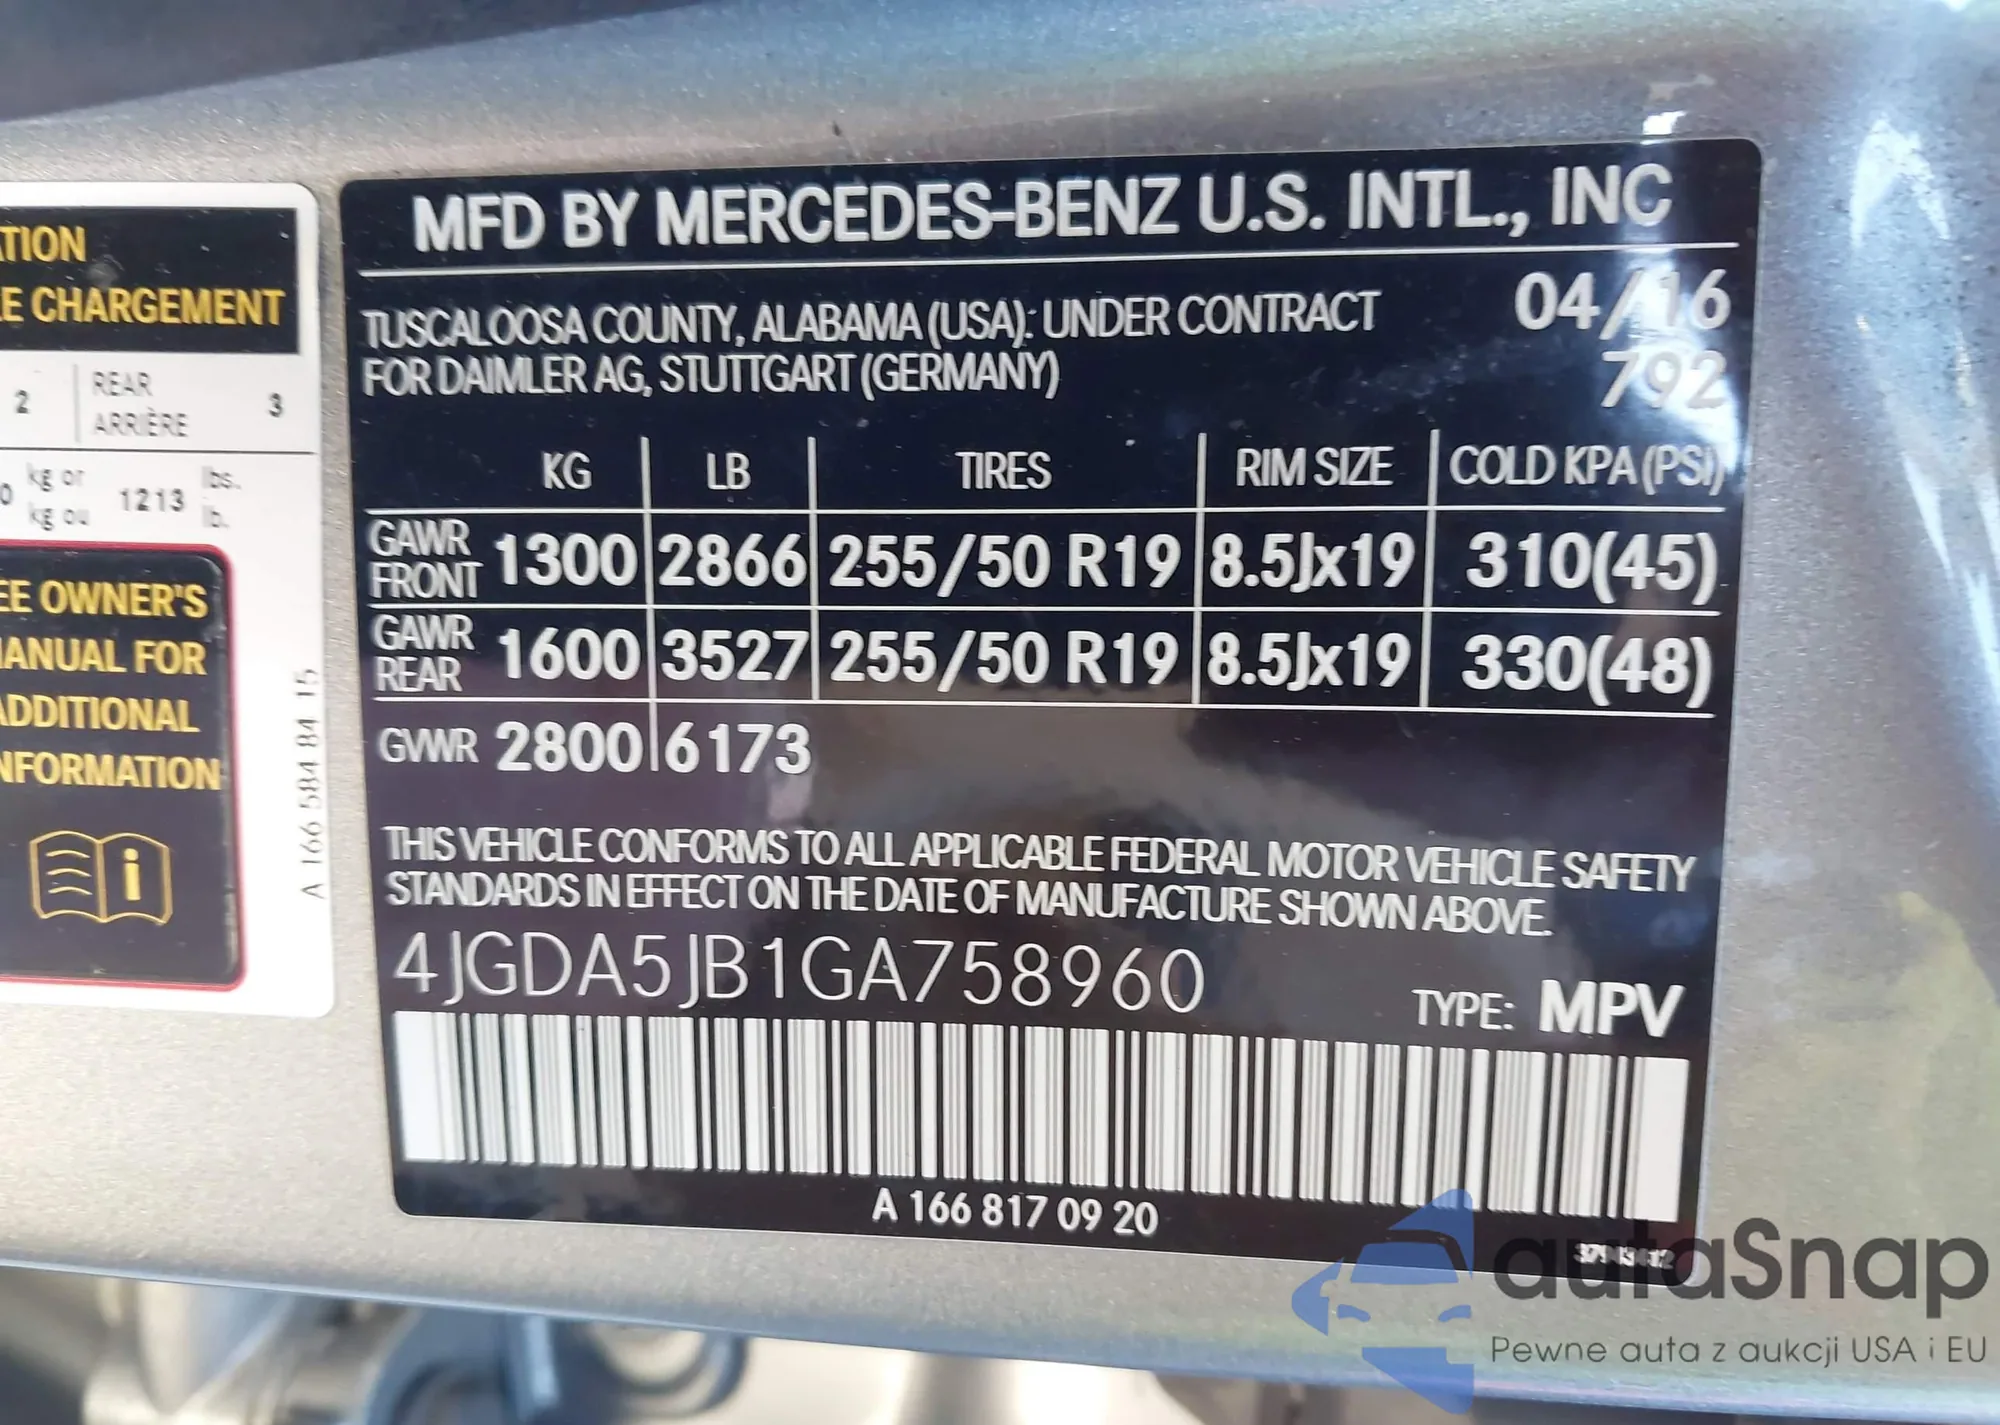 TION
E CHARGEMENT
2 REAR 3
ARRIÈRE
0 kg or 1213 lbs.
kg ou lb.
EE OWNER'S
ANUAL FOR
ADDITIONAL
NFORMATION
i
A 166 584 84 15
MFD BY MERCEDES-BENZ U.S. INTL., INC
TUSCALOOSA COUNTY, ALABAMA (USA): UNDER CONTRACT 04/16
FOR DAIMLER AG, STUTTGART (GERMANY) 792
KG LB TIRES RIM SIZE COLD KPA (PSI)
GAWR FRONT 1300 2866 255/50 R19 8.5Jx19 310(45)
GAWR REAR 1600 3527 255/50 R19 8.5Jx19 330(48)
GVWR 2800 6173
THIS VEHICLE CONFORMS TO ALL APPLICABLE FEDERAL MOTOR VEHICLE SAFETY
STANDARDS IN EFFECT ON THE DATE OF MANUFACTURE SHOWN ABOVE.
4JGDA5JB1GA758960
TYPE: MPV
A 166 817 09 20
autaSnap
Pewne auta z aukcji USA i EU